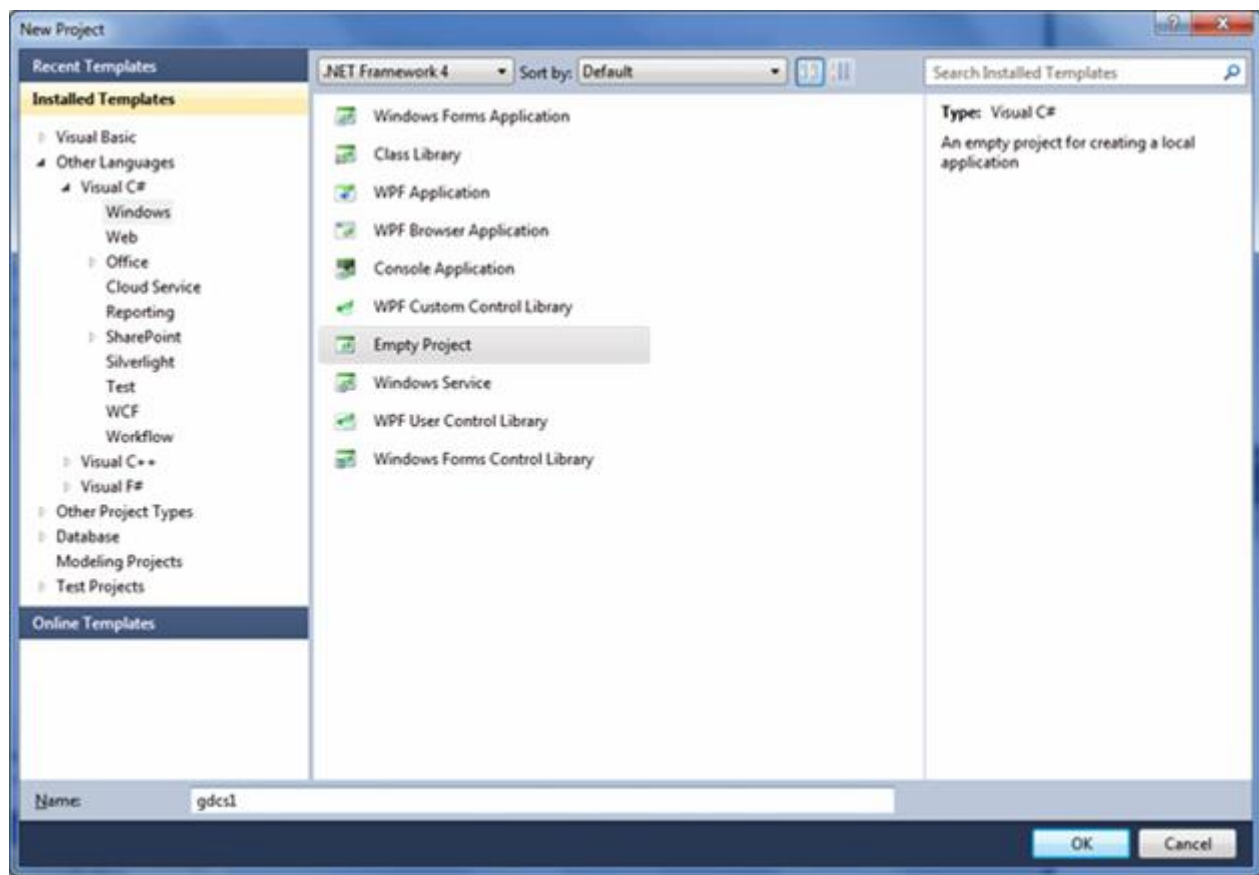 New Project
Recent Templates
Installed Templates
Visual Basic
Other Languages
Visual C#
Windows
Web
Office
Cloud Service
Reporting
SharePoint
Silverlight
Test
WCF
Workflow
Visual C++
Visual F#
Other Project Types
Database
Modeling Projects
Test Projects
Online Templates
.NET Framework 4
Sort by: Default
Windows Forms Application
Class Library
WPF Application
WPF Browser Application
Console Application
WPF Custom Control Library
Empty Project
Windows Service
WPF User Control Library
Windows Forms Control Library
Search Installed Templates
Type: Visual C#
An empty project for creating a local
application
Name: gdcs1
OK Cancel